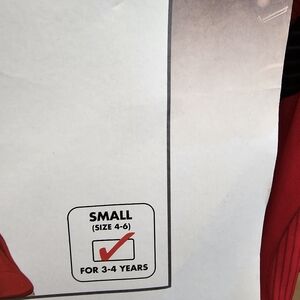 SMALL
(SIZE 4-6)
FOR 3-4 YEARS